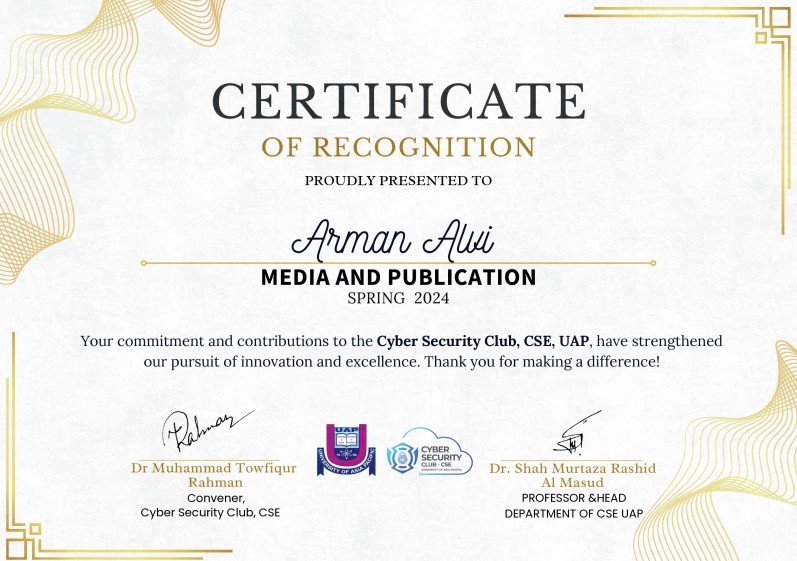 CERTIFICATE
OF RECOGNITION
PROUDLY PRESENTED TO
Arman Alvi
MEDIA AND PUBLICATION
SPRING 2024
Your commitment and contributions to the Cyber Security Club, CSE, UAP, have strengthened
our pursuit of innovation and excellence. Thank you for making a difference!
Rahman
Dr Muhammad Towfiqur
Rahman
Convener,
Cyber Security Club, CSE
UAP
UNIVERSITY OF ASIA PACIFIC
CYBER
SECURITY
CLUB - CSE
UNIVERSITY OF ASIA PACIFIC
Dr. Shah Murtaza Rashid
Al Masud
PROFESSOR &HEAD
DEPARTMENT OF CSE UAP